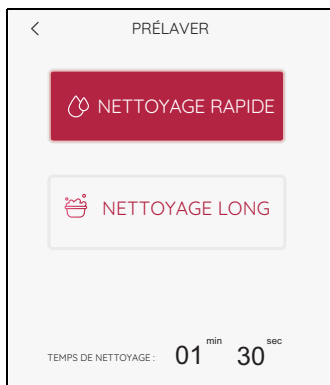 PRÉLAVER
NETTOYAGE RAPIDE
NETTOYAGE LONG
TEMPS DE NETTOYAGE : 01 min 30 sec